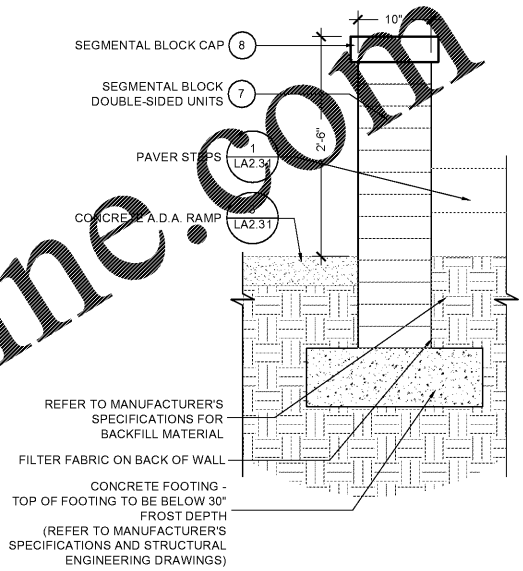 10"
SEGMENTAL BLOCK CAP
8
SEGMENTAL BLOCK
DOUBLE-SIDED UNITS
7
2'-6"
PAVER STEPS
1
LA2.31
CONCRETE A.D.A. RAMP
LA2.31
ne.com
REFER TO MANUFACTURER'S
SPECIFICATIONS FOR
BACKFILL MATERIAL
FILTER FABRIC ON BACK OF WALL
CONCRETE FOOTING -
TOP OF FOOTING TO BE BELOW 30"
FROST DEPTH
(REFER TO MANUFACTURER'S
SPECIFICATIONS AND STRUCTURAL
ENGINEERING DRAWINGS)